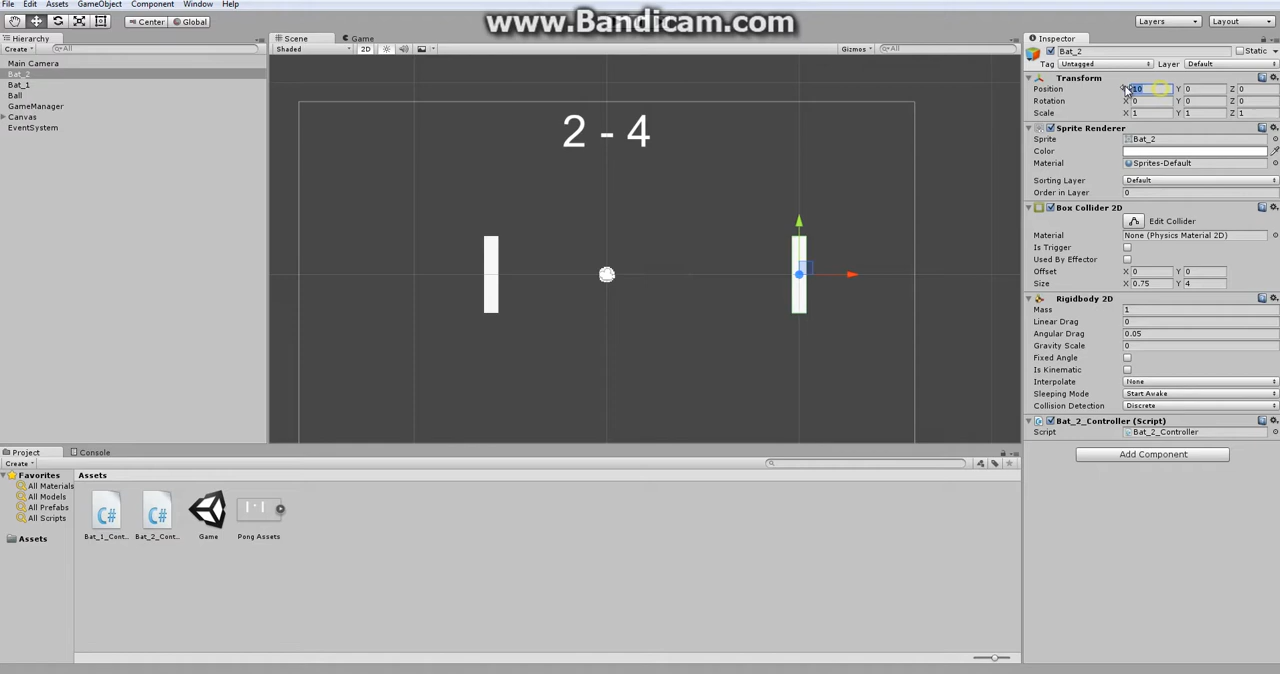 www.Bandicam.com
File Edit Assets GameObject Component Window Help
Center Global Layers Layout
Hierarchy
Create All
Main Camera
Bat_2
Bat_1
Ball
GameManager
Canvas
EventSystem
Scene Game
Shaded 2D Gizmos All
2 - 4
Inspector
Bat_2 Static
Tag Untagged Layer Default
Transform
Position 10 Y 0 Z 0
Rotation X 0 Y 0 Z 0
Scale X 1 Y 1 Z 1
Sprite Renderer
Sprite Bat_2
Color
Material Sprites-Default
Sorting Layer Default
Order in Layer 0
Box Collider 2D
Edit Collider
Material None (Physics Material 2D)
Is Trigger
Used By Effector
Offset X 0 Y 0
Size X 0.75 Y 4
Rigidbody 2D
Mass 1
Linear Drag 0
Angular Drag 0.05
Gravity Scale 0
Fixed Angle
Is Kinematic
Interpolate None
Sleeping Mode Start Awake
Collision Detection Discrete
Bat_2_Controller (Script)
Script Bat_2_Controller
Add Component
Project Console
Create
Favorites
All Materials
All Models
All Prefabs
All Scripts
Assets
Assets
Bat_1_Cont... Bat_2_Cont... Game Pong Assets